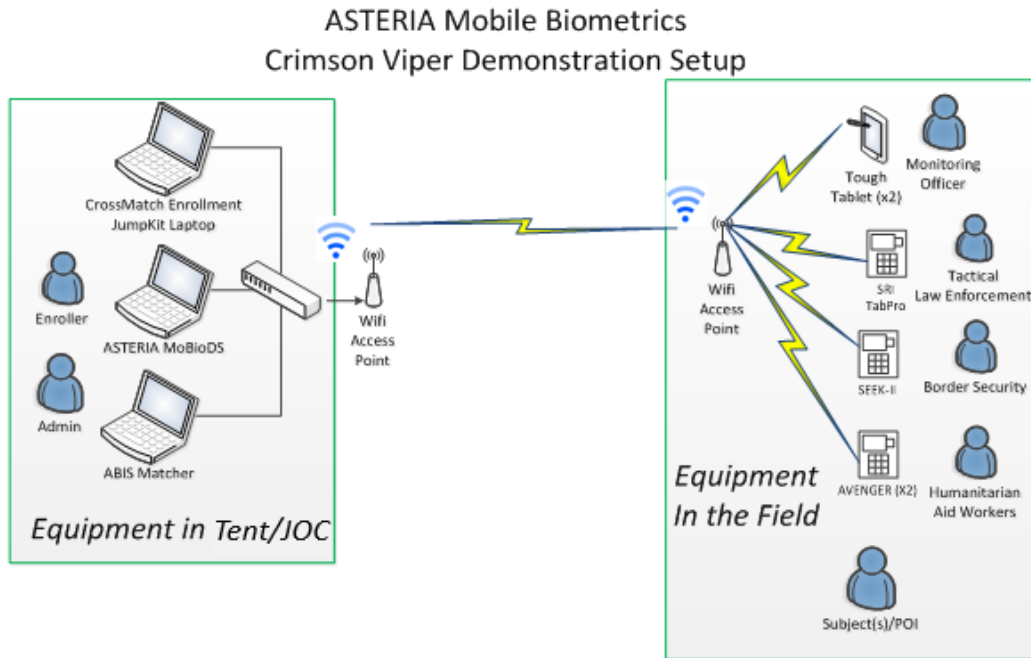 ASTERIA Mobile Biometrics
Crimson Viper Demonstration Setup
CrossMatch Enrollment
JumpKit Laptop
Enroller
ASTERIA MoBioDS
Admin
ABIS Matcher
Equipment in Tent/JOC
Wifi
Access
Point
Wifi
Access
Point
Tough
Tablet (x2)
Monitoring
Officer
SRI
TabPro
Tactical
Law Enforcement
SEEK-II
Border Security
AVENGER (X2)
Humanitarian
Aid Workers
Equipment
In the Field
Subject(s)/POI